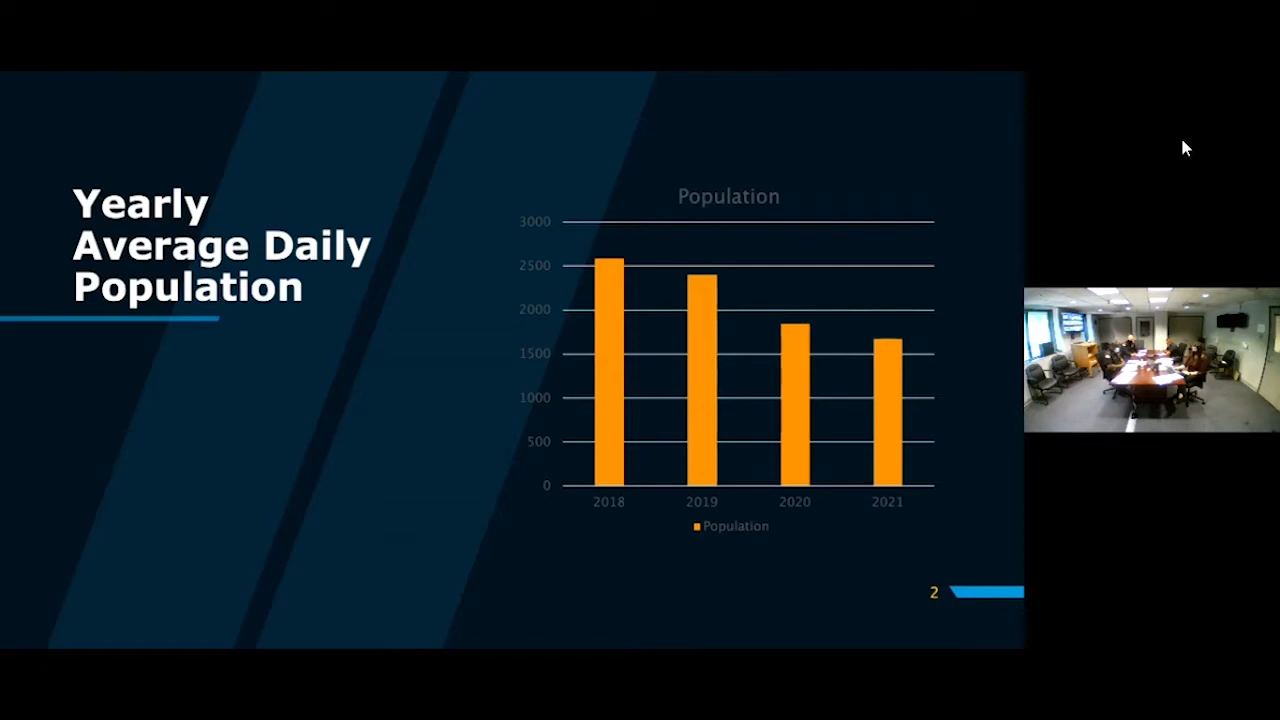 Yearly
Average Daily
Population
Population
3000
2500
2000
1500
1000
500
0
2018 2019 2020 2021
Population
2